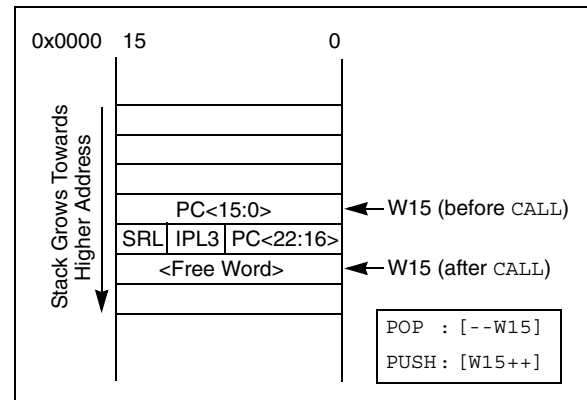 0x0000 15 0
Stack Grows Towards
Higher Address
PC<15:0>
W15 (before CALL)
SRL IPL3 PC<22:16>
<Free Word>
W15 (after CALL)
POP : [--W15]
PUSH : [W15++]